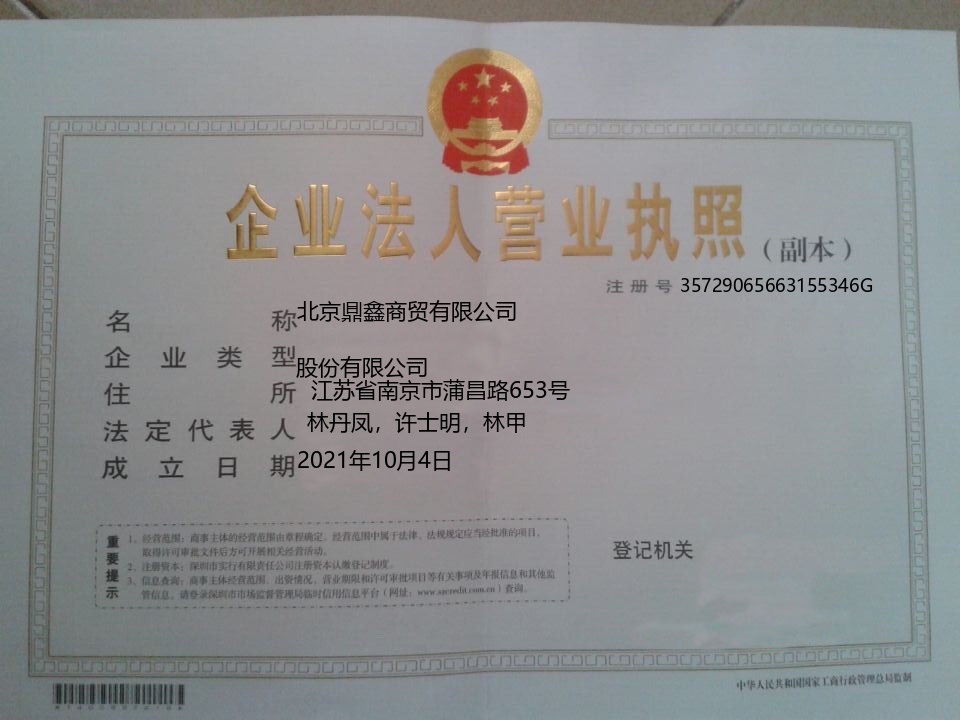 企业法人营业执照（副本）
注册号 35729065663155346G
名称 北京鼎鑫商贸有限公司
企业类型 股份有限公司
住所 江苏省南京市蒲昌路653号
法定代表人 林丹凤，许士明，林甲
成立日期 2021年10月4日
重要提示
1、经营范围：商事主体的经营范围由章程确定。经营范围中属于法律、法规规定应当经批准的项目，
取得许可审批文件后方可开展相关经营活动。
2、注册资本：深圳市实行有限责任公司注册资本认缴登记制度。
3、信息查询：商事主体经营范围、出资情况、营业期限和许可审批项目等有关事项及年报信息和其他监
管信息，请登录深圳市市场监督管理局临时信用信息平台（网址：www.szcredit.com.cn）查询。
登记机关
中华人民共和国国家工商行政管理总局监制